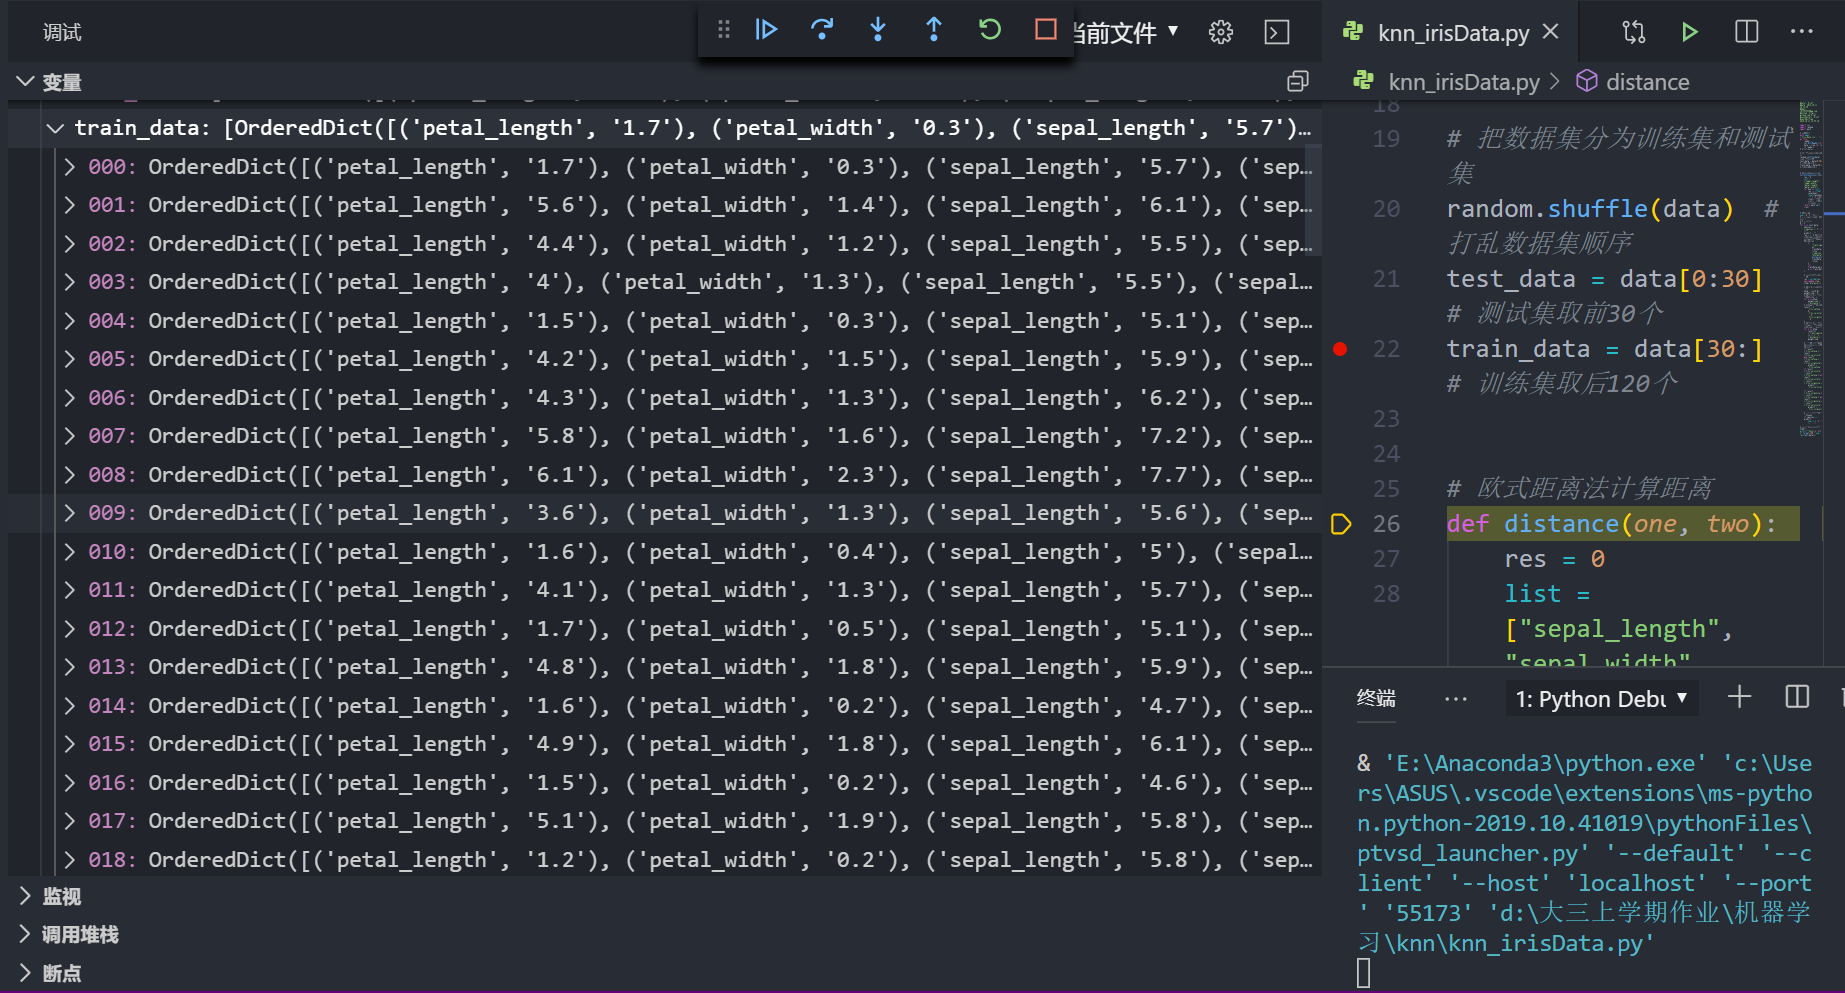 调试
当前文件
变量
train_data: [OrderedDict([('petal_length', '1.7'), ('petal_width', '0.3'), ('sepal_length', '5.7')...
000: OrderedDict([('petal_length', '1.7'), ('petal_width', '0.3'), ('sepal_length', '5.7'), ('sep...
001: OrderedDict([('petal_length', '5.6'), ('petal_width', '1.4'), ('sepal_length', '6.1'), ('sep...
002: OrderedDict([('petal_length', '4.4'), ('petal_width', '1.2'), ('sepal_length', '5.5'), ('sep...
003: OrderedDict([('petal_length', '4'), ('petal_width', '1.3'), ('sepal_length', '5.5'), ('sepal...
004: OrderedDict([('petal_length', '1.5'), ('petal_width', '0.3'), ('sepal_length', '5.1'), ('sep...
005: OrderedDict([('petal_length', '4.2'), ('petal_width', '1.5'), ('sepal_length', '5.9'), ('sep...
006: OrderedDict([('petal_length', '4.3'), ('petal_width', '1.3'), ('sepal_length', '6.2'), ('sep...
007: OrderedDict([('petal_length', '5.8'), ('petal_width', '1.6'), ('sepal_length', '7.2'), ('sep...
008: OrderedDict([('petal_length', '6.1'), ('petal_width', '2.3'), ('sepal_length', '7.7'), ('sep...
009: OrderedDict([('petal_length', '3.6'), ('petal_width', '1.3'), ('sepal_length', '5.6'), ('sep...
010: OrderedDict([('petal_length', '1.6'), ('petal_width', '0.4'), ('sepal_length', '5'), ('sepal...
011: OrderedDict([('petal_length', '4.1'), ('petal_width', '1.3'), ('sepal_length', '5.7'), ('sep...
012: OrderedDict([('petal_length', '1.7'), ('petal_width', '0.5'), ('sepal_length', '5.1'), ('sep...
013: OrderedDict([('petal_length', '4.8'), ('petal_width', '1.8'), ('sepal_length', '5.9'), ('sep...
014: OrderedDict([('petal_length', '1.6'), ('petal_width', '0.2'), ('sepal_length', '4.7'), ('sep...
015: OrderedDict([('petal_length', '4.9'), ('petal_width', '1.8'), ('sepal_length', '6.1'), ('sep...
016: OrderedDict([('petal_length', '1.5'), ('petal_width', '0.2'), ('sepal_length', '4.6'), ('sep...
017: OrderedDict([('petal_length', '5.1'), ('petal_width', '1.9'), ('sepal_length', '5.8'), ('sep...
018: OrderedDict([('petal_length', '1.2'), ('petal_width', '0.2'), ('sepal_length', '5.8'), ('sep...
监视
调用堆栈
断点
knn_irisData.py
knn_irisData.py > distance
18
19 # 把数据集分为训练集和测试
集
20 random.shuffle(data) #
打乱数据集顺序
21 test_data = data[0:30]
# 测试集取前30个
22 train_data = data[30:]
# 训练集取后120个
23
24
25 # 欧式距离法计算距离
26 def distance(one, two):
27 res = 0
28 list =
["sepal_length",
"sepal_width"
终端
1: Python Debu
& 'E:\Anaconda3\python.exe' 'c:\Use
rs\ASUS\.vscode\extensions\ms-pytho
n.python-2019.10.41019\pythonFiles\
ptvsd_launcher.py' '--default' '--c
lient' '--host' 'localhost' '--port
' '55173' 'd:\大三上学期作业\机器学
习\knn\knn_irisData.py'